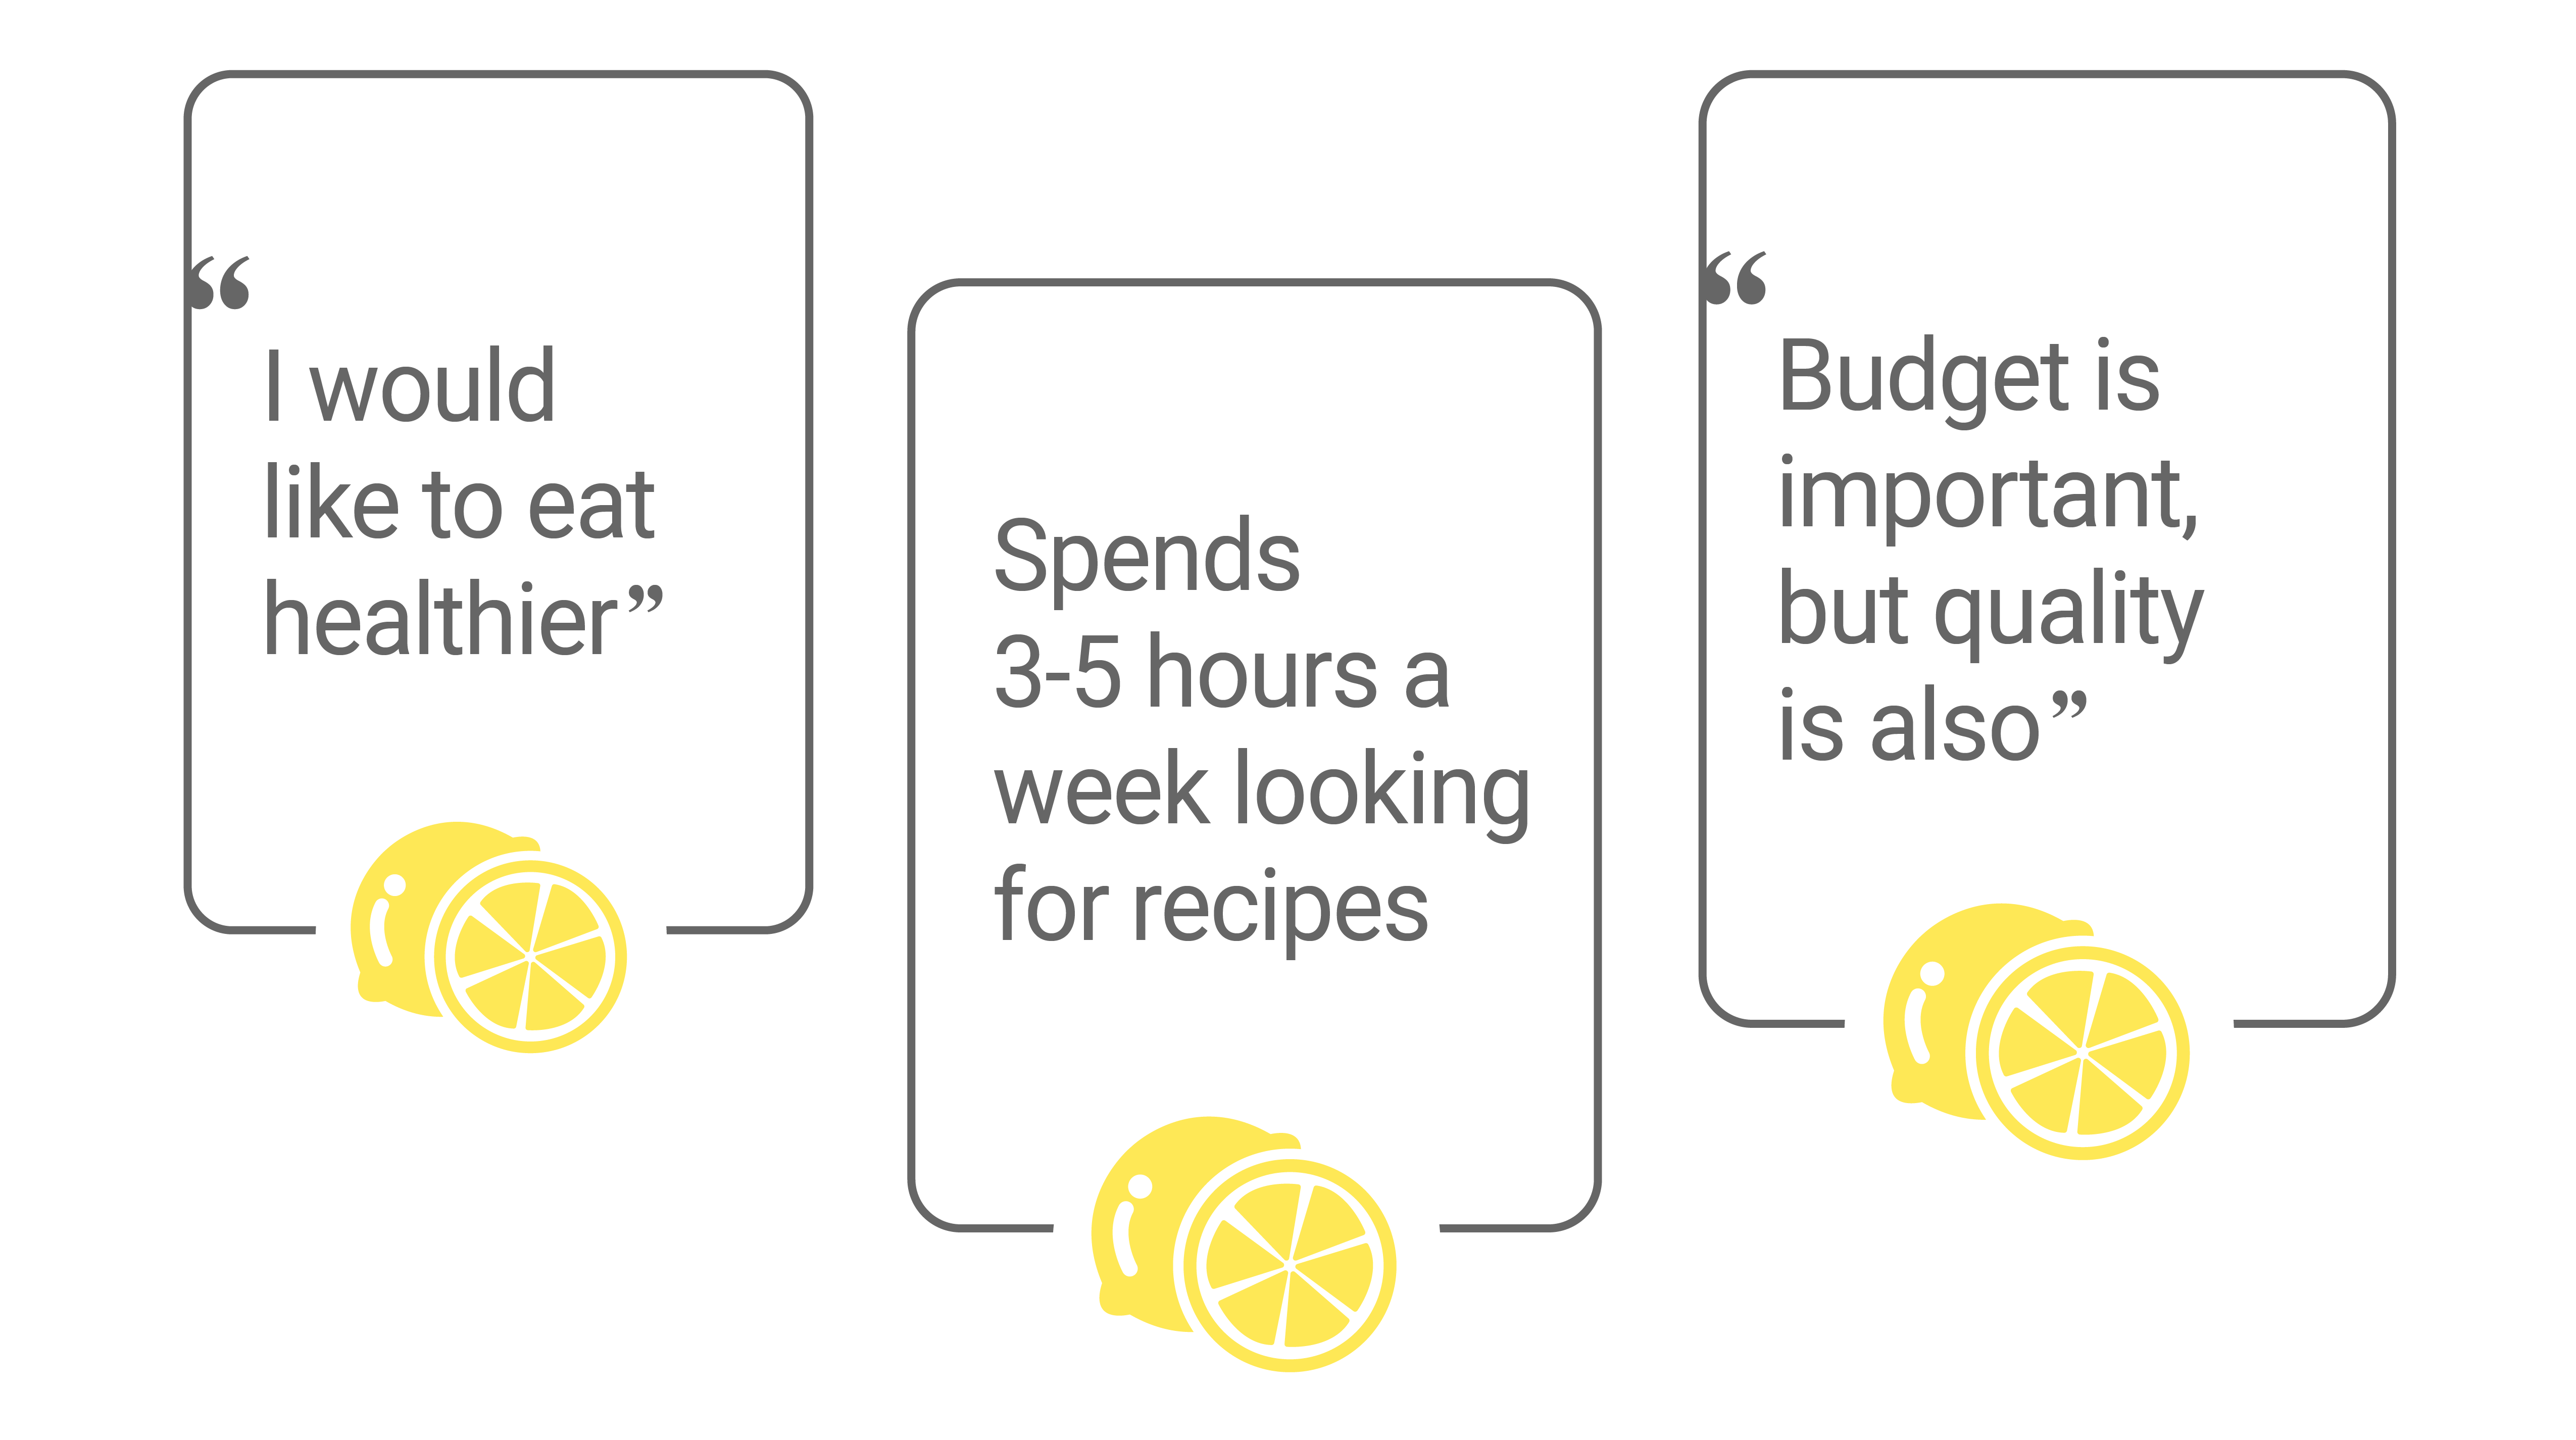 “
I would
like to eat
healthier”
Spends
3-5 hours a
week looking
for recipes
“
Budget is
important,
but quality
is also”